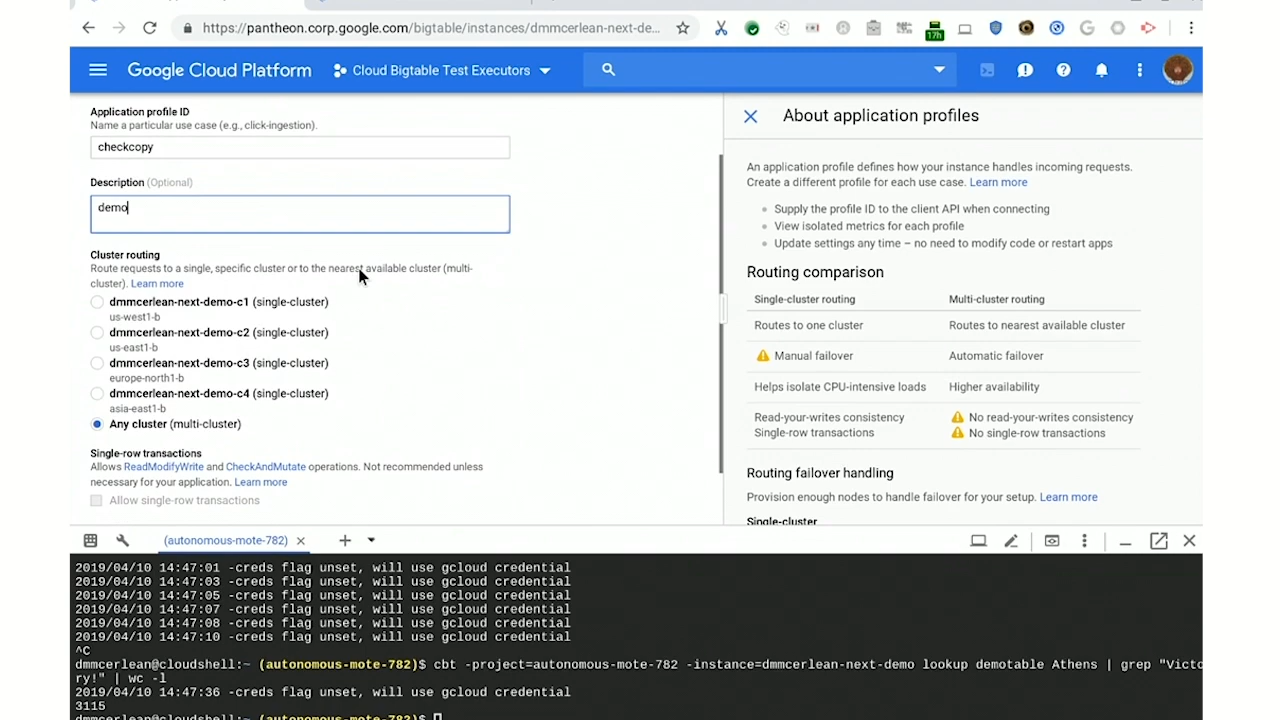 https://pantheon.corp.google.com/bigtable/instances/dmmcerlean-next-de...
17h
Google Cloud Platform
Cloud Bigtable Test Executors
Application profile ID
Name a particular use case (e.g., click-ingestion).
checkcopy
Description (Optional)
demo
Cluster routing
Route requests to a single, specific cluster or to the nearest available cluster (multi-
cluster). Learn more
dmmcerlean-next-demo-c1 (single-cluster)
us-west1-b
dmmcerlean-next-demo-c2 (single-cluster)
us-east1-b
dmmcerlean-next-demo-c3 (single-cluster)
europe-north1-b
dmmcerlean-next-demo-c4 (single-cluster)
asia-east1-b
Any cluster (multi-cluster)
Single-row transactions
Allows ReadModifyWrite and CheckAndMutate operations. Not recommended unless
necessary for your application. Learn more
Allow single-row transactions
About application profiles
An application profile defines how your instance handles incoming requests.
Create a different profile for each use case. Learn more
Supply the profile ID to the client API when connecting
View isolated metrics for each profile
Update settings any time – no need to modify code or restart apps
Routing comparison
Single-cluster routing Multi-cluster routing
Routes to one cluster Routes to nearest available cluster
Manual failover Automatic failover
Helps isolate CPU-intensive loads Higher availability
Read-your-writes consistency No read-your-writes consistency
Single-row transactions No single-row transactions
Routing failover handling
Provision enough nodes to handle failover for your setup. Learn more
Single-cluster
(autonomous-mote-782)
2019/04/10 14:47:01 -creds flag unset, will use gcloud credential
2019/04/10 14:47:03 -creds flag unset, will use gcloud credential
2019/04/10 14:47:05 -creds flag unset, will use gcloud credential
2019/04/10 14:47:07 -creds flag unset, will use gcloud credential
2019/04/10 14:47:08 -creds flag unset, will use gcloud credential
2019/04/10 14:47:10 -creds flag unset, will use gcloud credential
^C
dmmcerlean@cloudshell:~ (autonomous-mote-782)$ cbt -project=autonomous-mote-782 -instance=dmmcerlean-next-demo lookup demotable Athens | grep "Victo
ry!" | wc -l
2019/04/10 14:47:36 -creds flag unset, will use gcloud credential
3115
dmmcerlean@cloudshell:~ (autonomous-mote-782)$